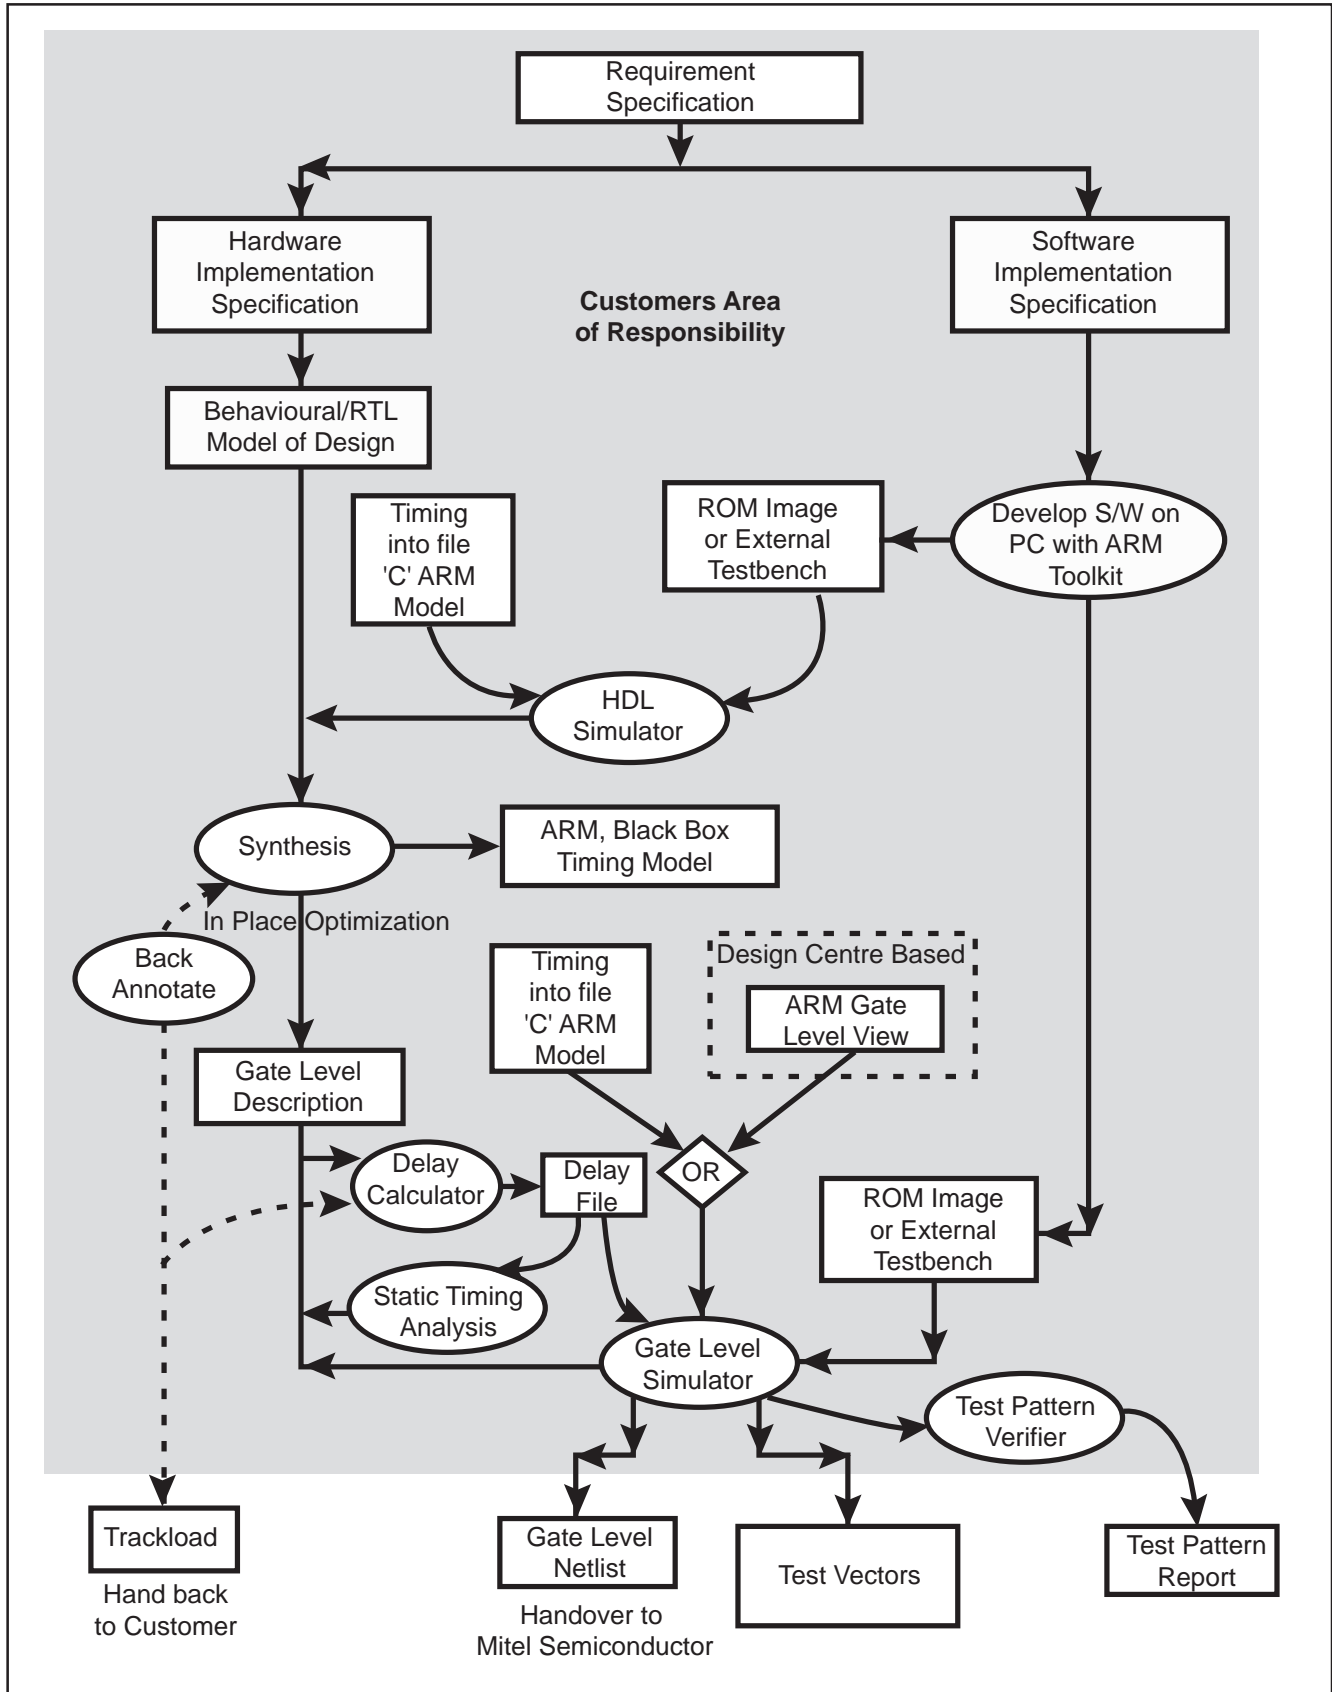 Requirement
Specification
Hardware
Implementation
Specification
Software
Implementation
Specification
Customers Area
of Responsibility
Behavioural/RTL
Model of Design
Timing
into file
'C' ARM
Model
ROM Image
or External
Testbench
Develop S/W on
PC with ARM
Toolkit
HDL
Simulator
Synthesis
ARM, Black Box
Timing Model
In Place Optimization
Back
Annotate
Timing
into file
'C' ARM
Model
Design Centre Based
ARM Gate
Level View
Gate Level
Description
Delay
Calculator
Delay
File
OR
ROM Image
or External
Testbench
Static Timing
Analysis
Gate Level
Simulator
Test Pattern
Verifier
Trackload
Hand back
to Customer
Gate Level
Netlist
Handover to
Mitel Semiconductor
Test Vectors
Test Pattern
Report